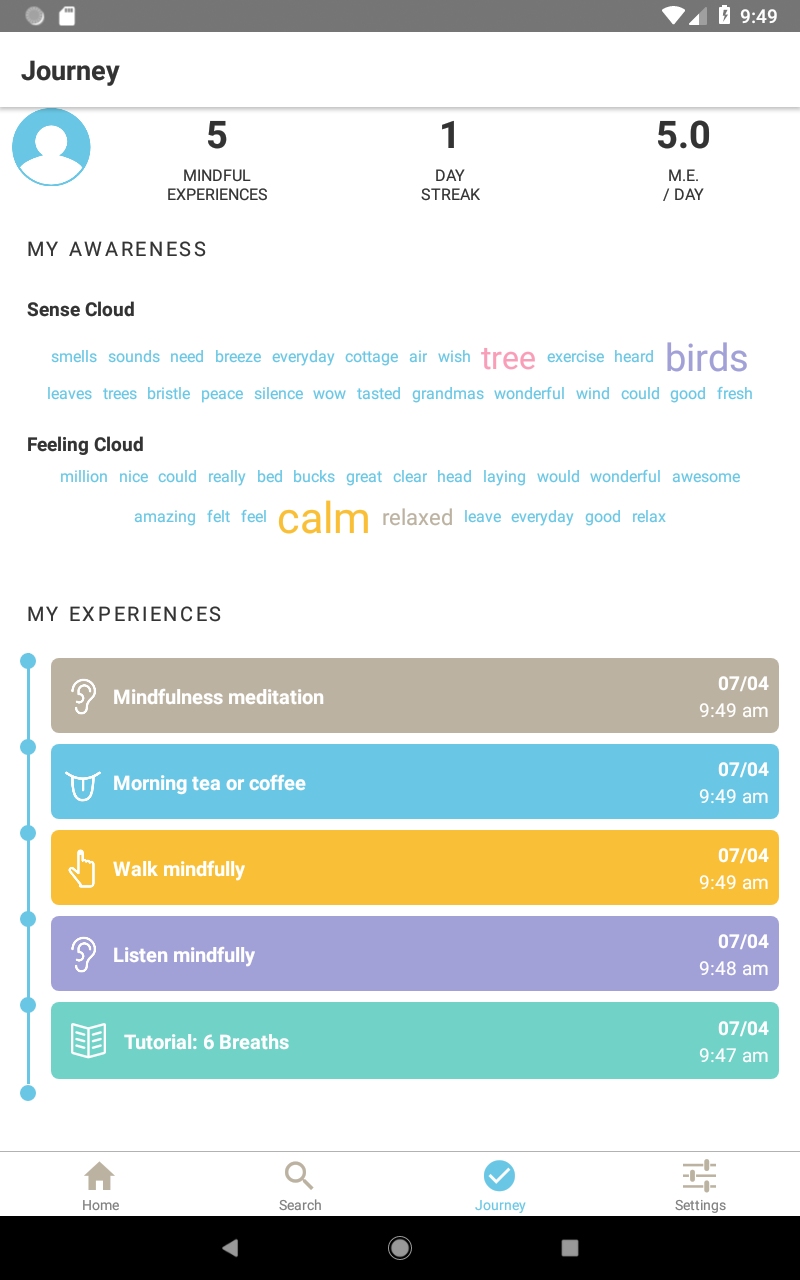 9:49
Journey
5
MINDFUL
EXPERIENCES
1
DAY
STREAK
5.0
M.E.
/ DAY
MY AWARENESS
Sense Cloud
smells sounds need breeze everyday cottage air wish tree exercise heard birds
leaves trees bristle peace silence wow tasted grandmas wonderful wind could good fresh
Feeling Cloud
million nice could really bed bucks great clear head laying would wonderful awesome
amazing felt feel calm relaxed leave everyday good relax
MY EXPERIENCES
Mindfulness meditation
07/04
9:49 am
Morning tea or coffee
07/04
9:49 am
Walk mindfully
07/04
9:49 am
Listen mindfully
07/04
9:48 am
Tutorial: 6 Breaths
07/04
9:47 am
Home
Search
Journey
Settings